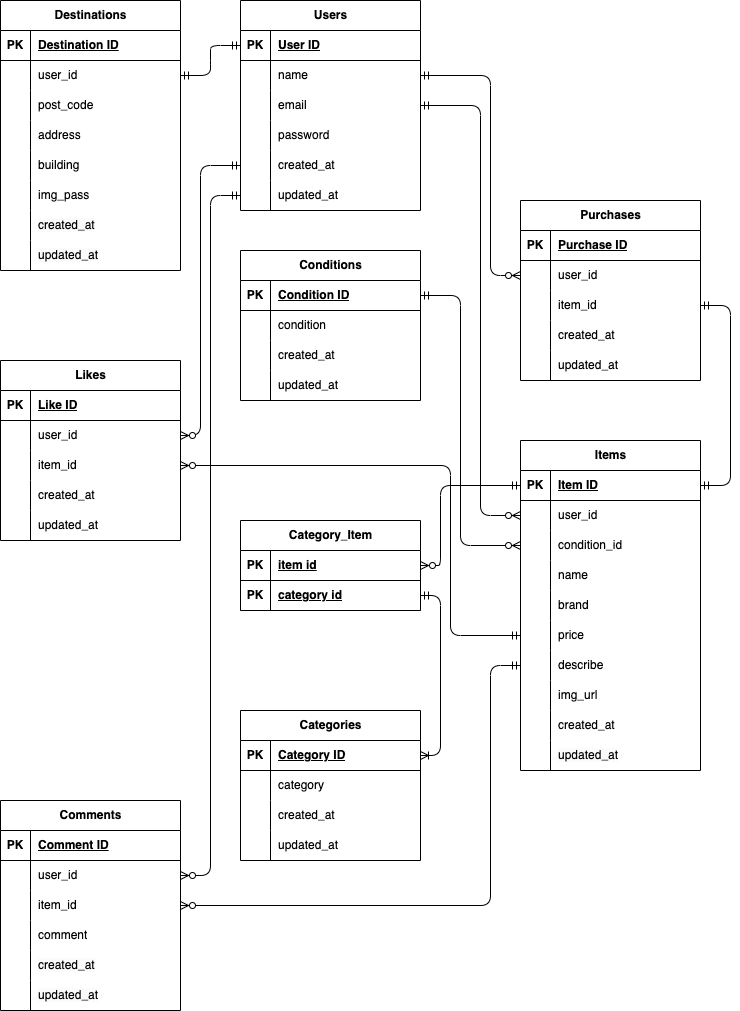 Destinations
PK Destination ID
user_id
post_code
address
building
img_pass
created_at
updated_at
Users
PK User ID
name
email
password
created_at
updated_at
Purchases
PK Purchase ID
user_id
item_id
created_at
updated_at
Conditions
PK Condition ID
condition
created_at
updated_at
Likes
PK Like ID
user_id
item_id
created_at
updated_at
Items
PK Item ID
user_id
condition_id
name
brand
price
describe
img_url
created_at
updated_at
Category_Item
PK item id
PK category id
Categories
PK Category ID
category
created_at
updated_at
Comments
PK Comment ID
user_id
item_id
comment
created_at
updated_at